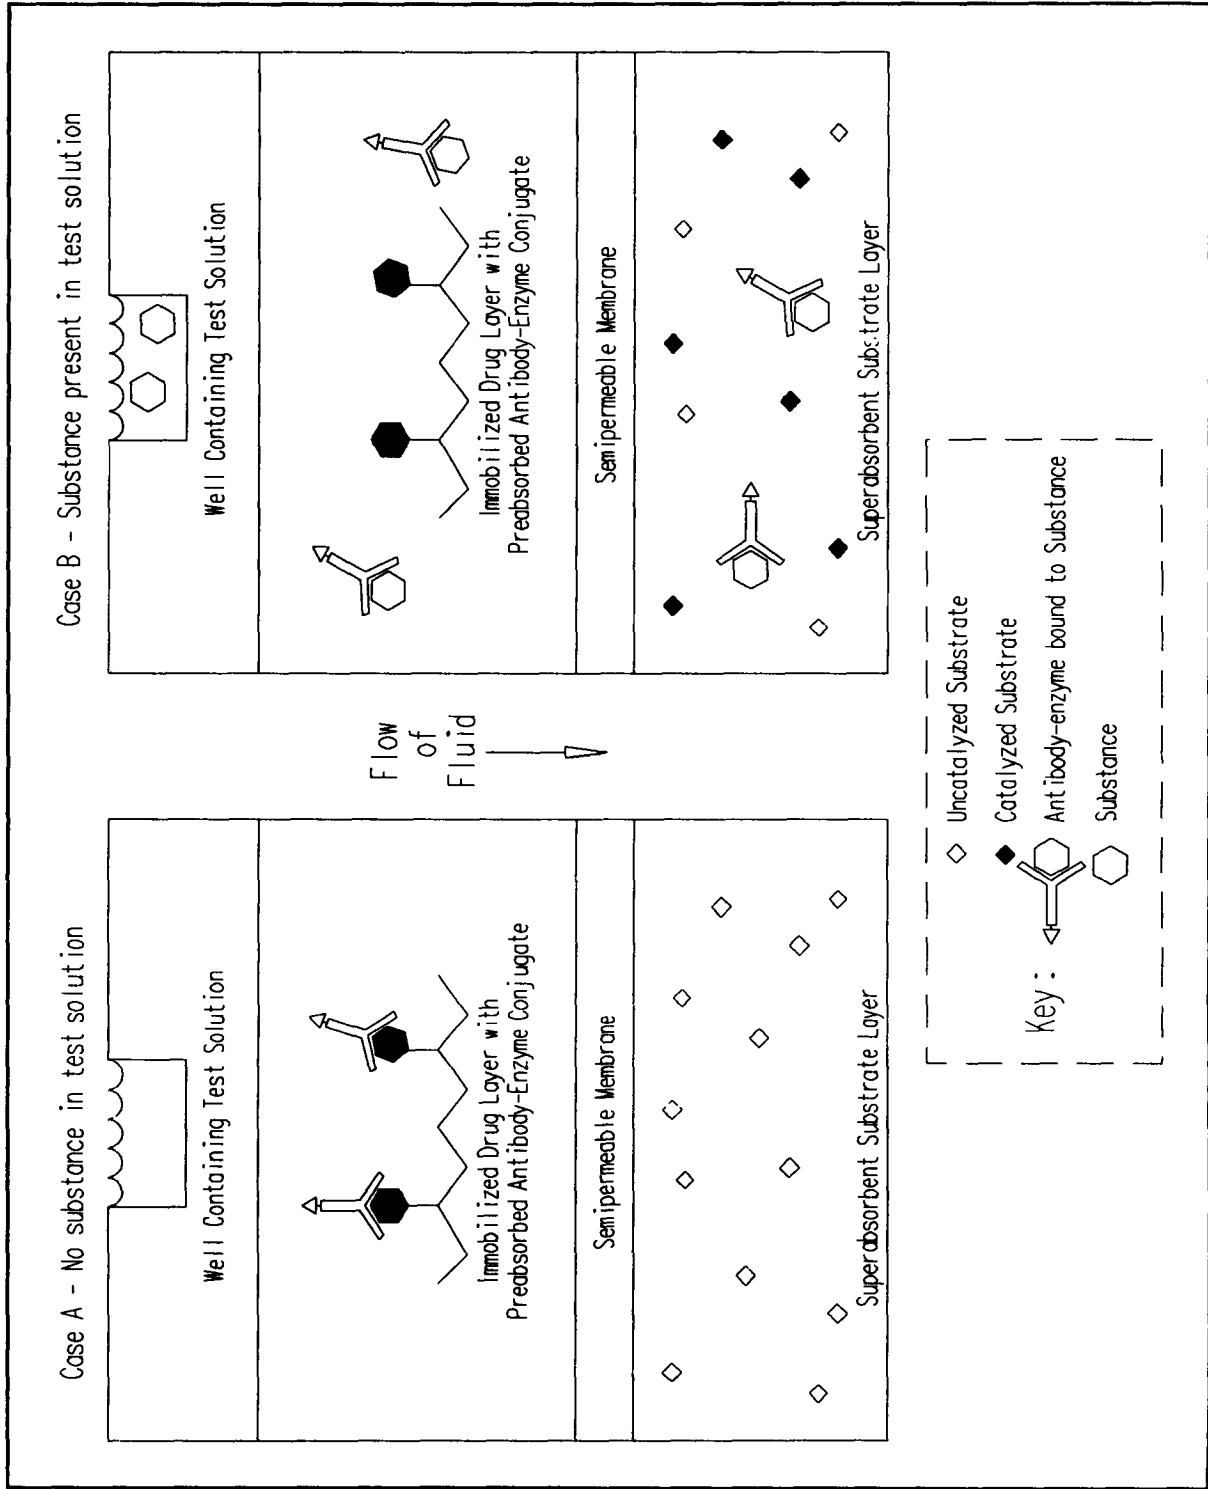 Case A - No substance in test solution
Well Containing Test Solution
Immobilized Drug Layer with
Preabsorbed Antibody-Enzyme Conjugate
Semipermeable Membrane
Superabsorbent Substrate Layer
Flow
of
Fluid
Case B - Substance present in test solution
Well Containing Test Solution
Immobilized Drug Layer with
Preabsorbed Antibody-Enzyme Conjugate
Semipermeable Membrane
Superabsorbent Substrate Layer
Key:
Uncatalyzed Substrate
Catalyzed Substrate
Antibody-enzyme bound to Substance
Substance